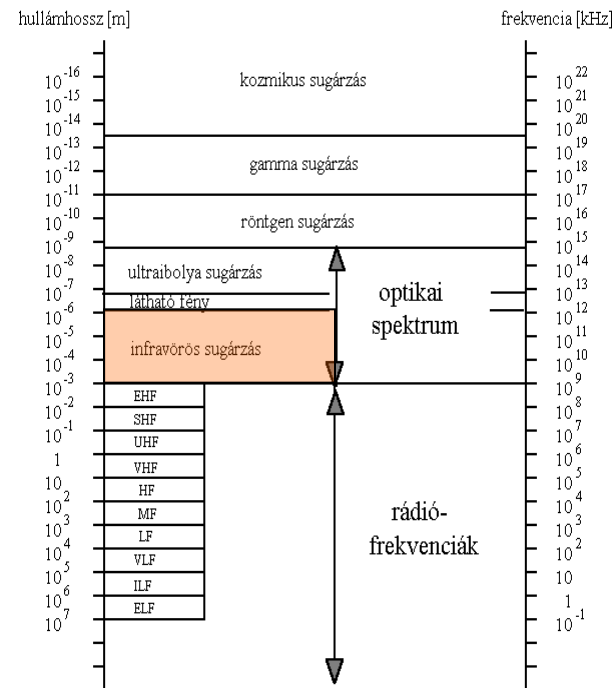 hullámhossz [m]
frekvencia [kHz]
10 -16
10 -15
10 -14
10 -13
10 -12
10 -11
10 -10
10 -9
10 -8
10 -7
10 -6
10 -5
10 -4
10 -3
10 -2
10 -1
1
10
10 2
10 3
10 4
10 5
10 6
10 7
kozmikus sugárzás
gamma sugárzás
röntgen sugárzás
ultraibolya sugárzás
látható fény
infravörös sugárzás
optikai
spektrum
EHF
SHF
UHF
VHF
HF
MF
LF
VLF
ILF
ELF
rádió-
frekvenciák
10 22
10 21
10 20
10 19
10 18
10 17
10 16
10 15
10 14
10 13
10 12
10 11
10 10
10 9
10 8
10 7
10 6
10 5
10 4
10 3
10 2
10
1
10 -1